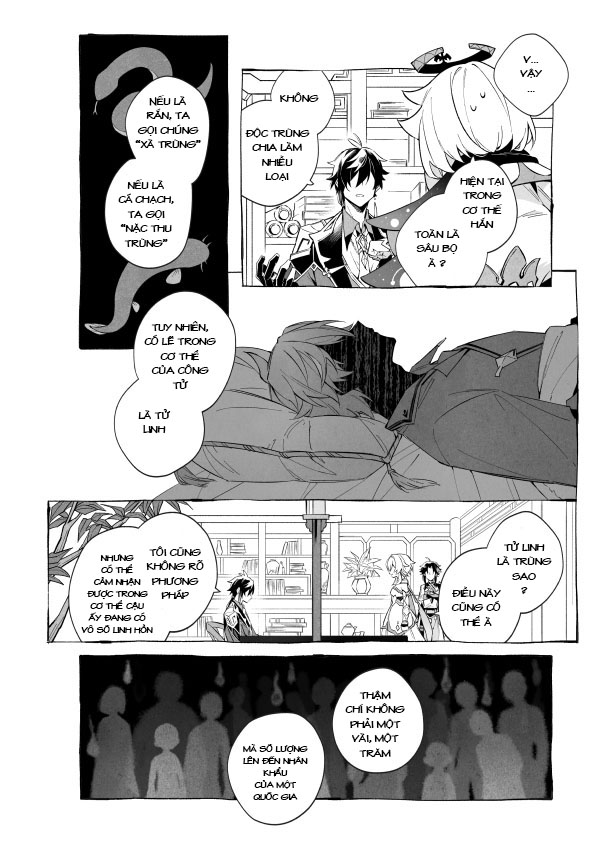 V...
VẬY
...
HIỆN TẠI
TRONG
CƠ THỂ
HẮN
TOÀN LÀ
SÂU BỌ
À ?
KHÔNG
ĐỘC TRÙNG
CHIA LÀM
NHIỀU
LOẠI
NẾU LÀ
RẮN, TA
GỌI CHÚNG
“XÀ TRÙNG”
NẾU LÀ
CÁ CHẠCH,
TA GỌI
“NẶC THU
TRÙNG”
TUY NHIÊN,
CÓ LẼ TRONG
CƠ THỂ
CỦA CÔNG
TỬ
LÀ TỬ
LINH
TỬ LINH
LÀ TRÙNG
SAO
?
ĐIỀU NÀY
CŨNG CÓ
THỂ À
TÔI CŨNG
KHÔNG RÕ
PHƯƠNG
PHÁP
NHƯNG
CÓ THỂ
CẢM NHẬN
ĐƯỢC TRONG
CƠ THỂ CẬU
ẤY ĐANG CÓ
VÔ SỐ LINH HỒN
THẬM
CHÍ KHÔNG
PHẢI MỘT
VÀI, MỘT
TRĂM
MÀ SỐ LƯỢNG
LÊN ĐẾN NHÂN
KHẨU
CỦA MỘT
QUỐC GIA